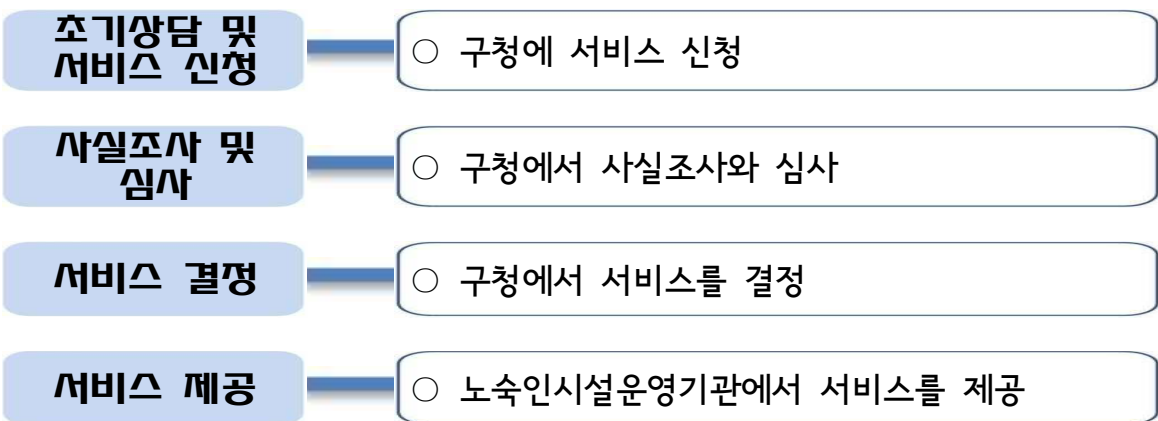 초기상담 및
서비스 신청
○ 구청에 서비스 신청
사실조사 및
심사
○ 구청에서 사실조사와 심사
서비스 결정
○ 구청에서 서비스를 결정
서비스 제공
○ 노숙인시설운영기관에서 서비스를 제공